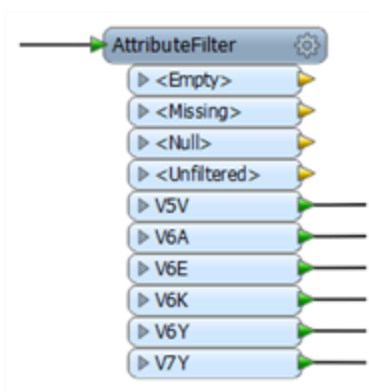 AttributeFilter
<Empty>
<Missing>
<Null>
<Unfiltered>
V5V
V6A
V6E
V6K
V6Y
V7Y